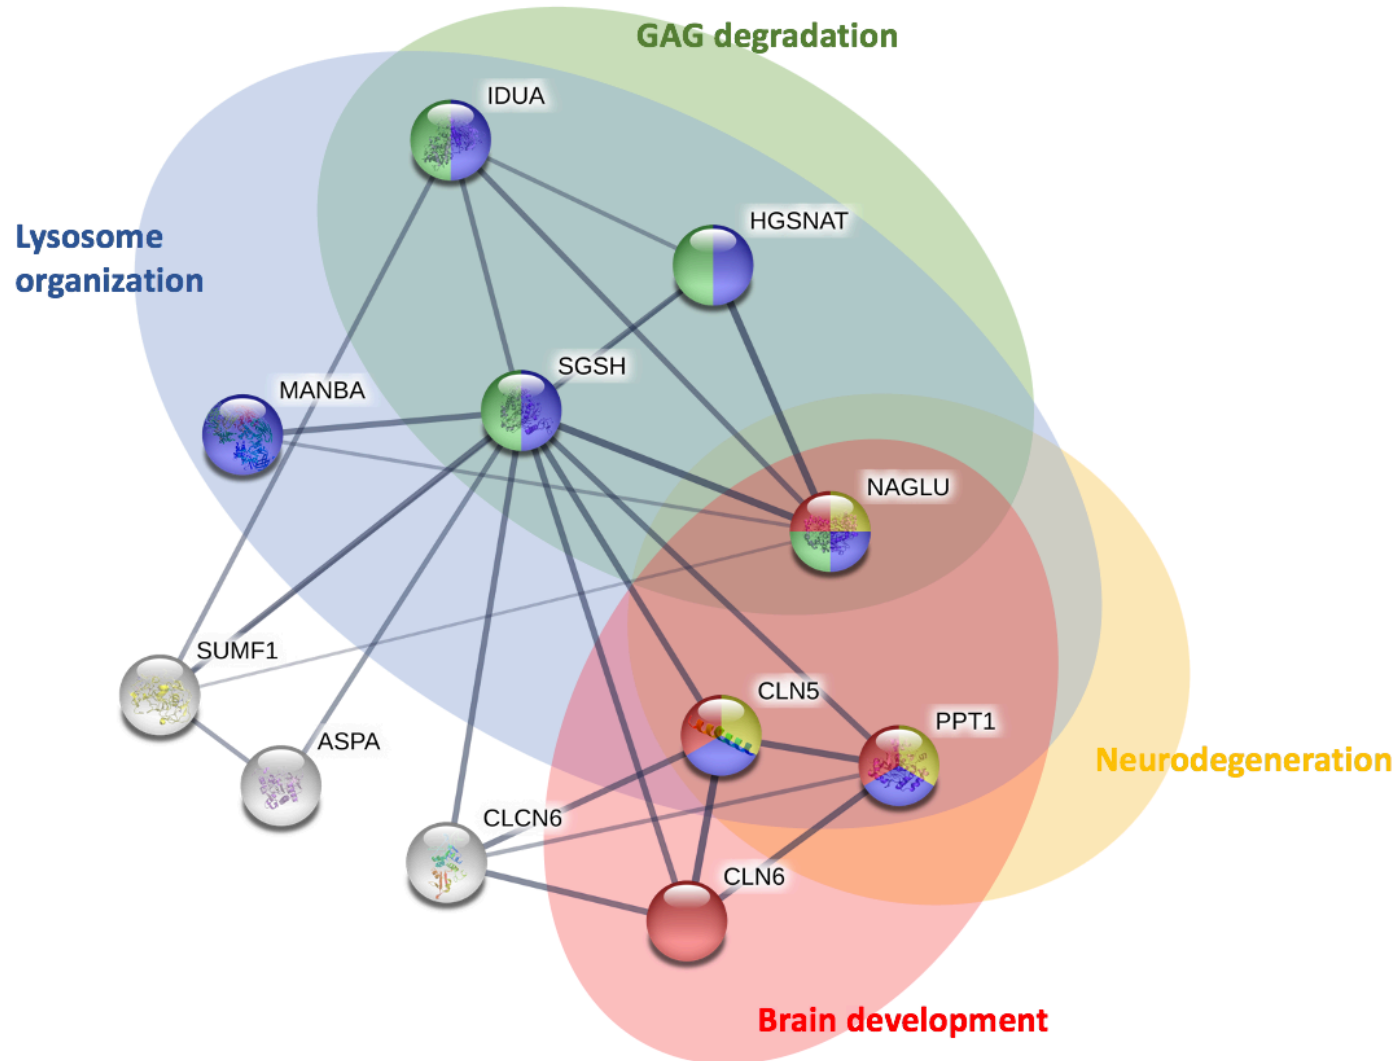 GAG degradation
IDUA
HGSNAT
Lysosome
organization
SGSH
MANBA
NAGLU
SUMF1
CLN5
PPT1
ASPA
Neurodegeneration
CLCN6
CLN6
Brain development